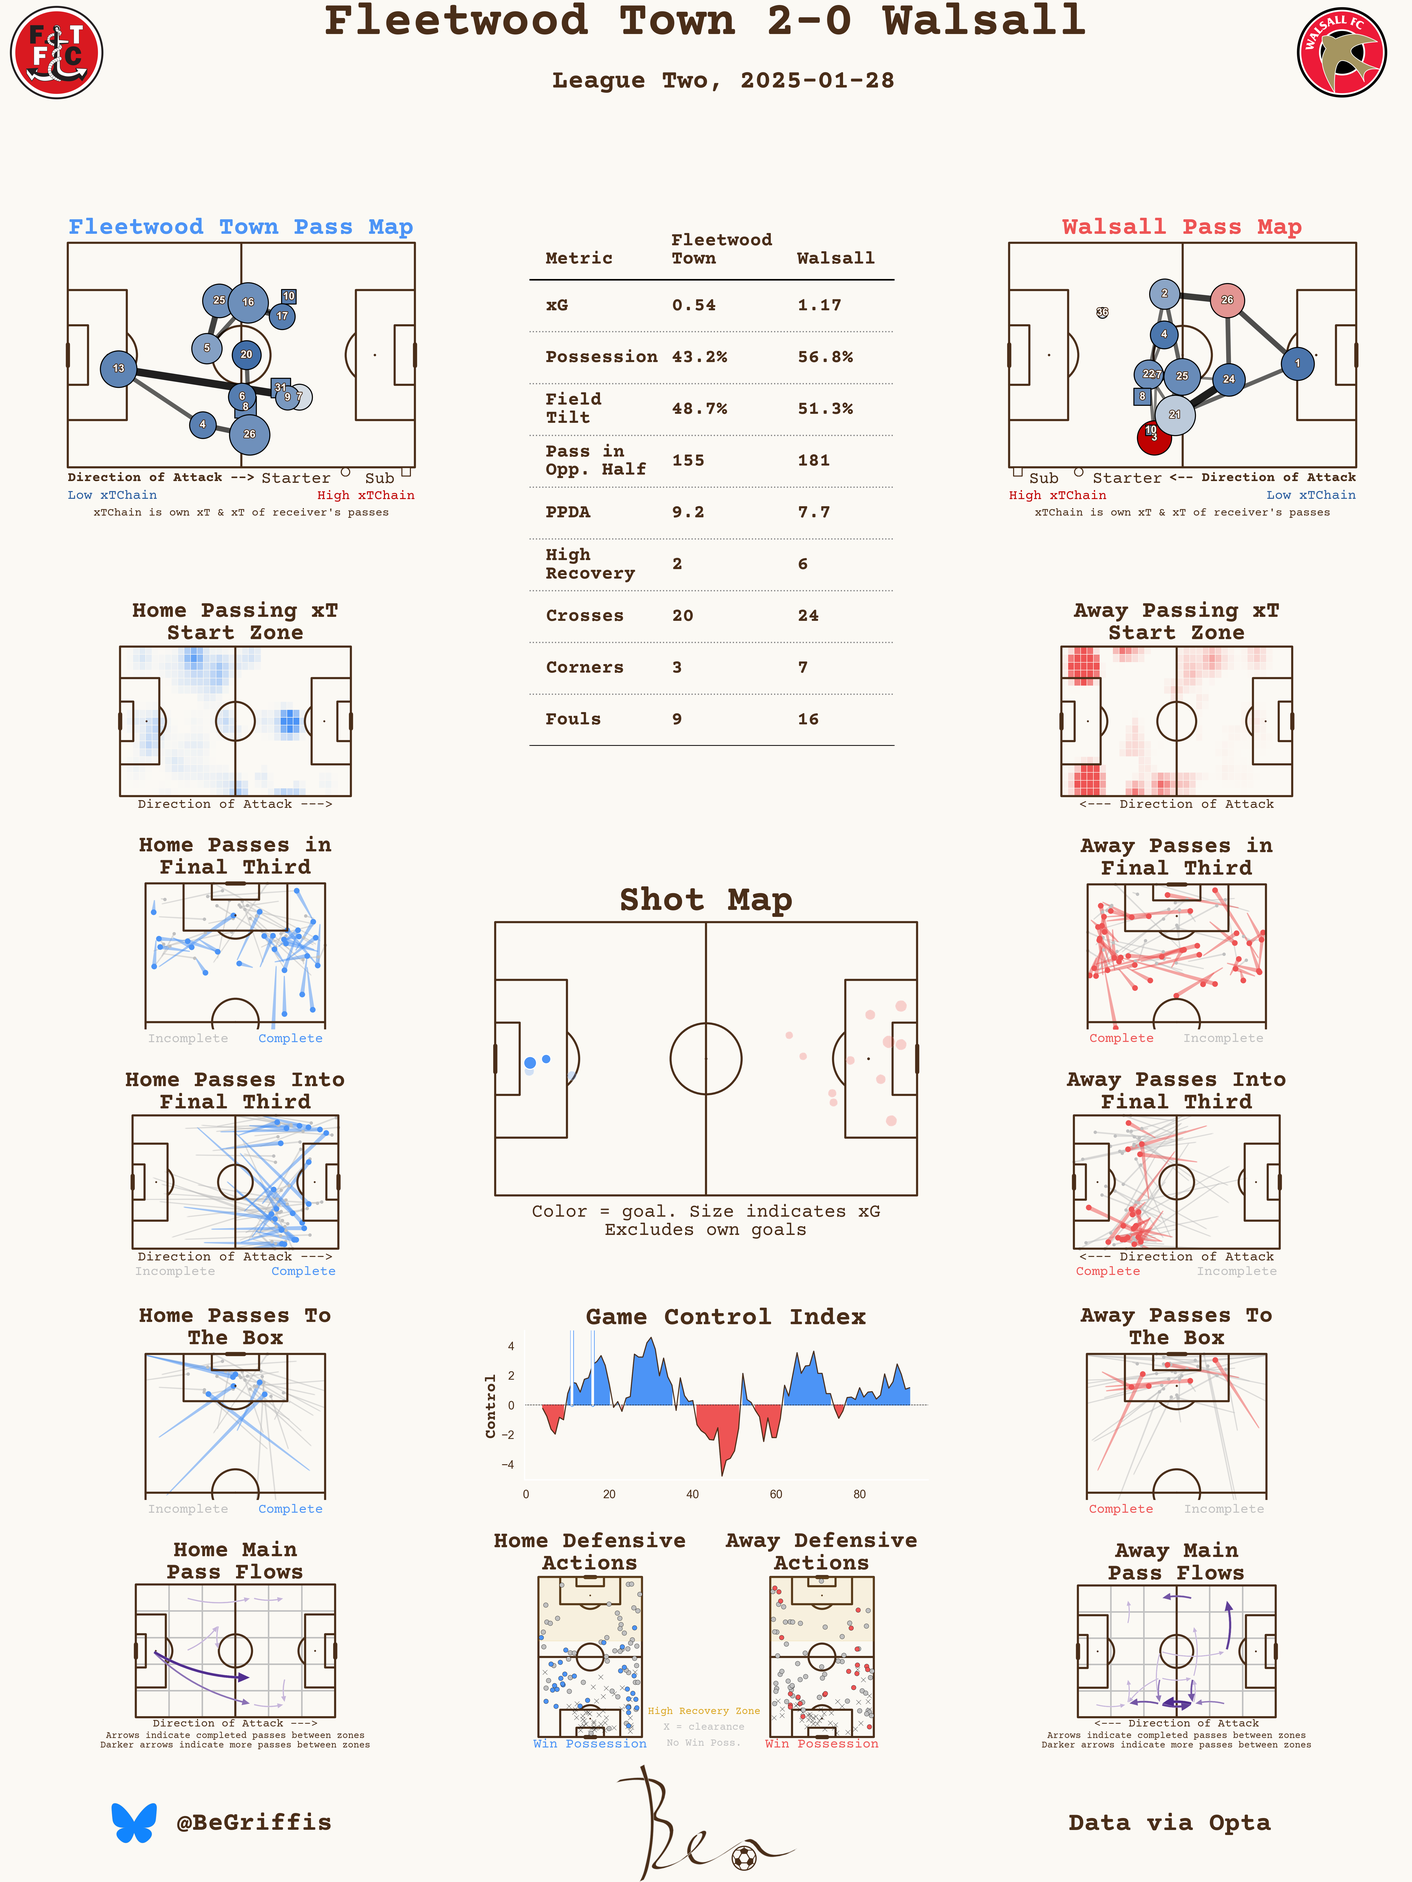 Fleetwood Town 2-0 Walsall
League Two, 2025-01-28
F T
F C
WALSALL FC
Fleetwood Town Pass Map
25
16
10
17
5
20
13
31
6
9
7
8
4
26
Direction of Attack --> Starter Sub
Low xTChain High xTChain
xTChain is own xT & xT of receiver's passes
Metric Fleetwood Town Walsall
xG 0.54 1.17
Possession 43.2% 56.8%
Field Tilt 48.7% 51.3%
Pass in Opp. Half 155 181
PPDA 9.2 7.7
High Recovery 2 6
Crosses 20 24
Corners 3 7
Fouls 9 16
Walsall Pass Map
2
26
36
4
1
22
7
25
24
8
21
10
3
Sub Starter <-- Direction of Attack
High xTChain Low xTChain
xTChain is own xT & xT of receiver's passes
Home Passing xT
Start Zone
Direction of Attack --->
Away Passing xT
Start Zone
<--- Direction of Attack
Home Passes in
Final Third
Incomplete Complete
Away Passes in
Final Third
Complete Incomplete
Shot Map
Color = goal. Size indicates xG
Excludes own goals
Home Passes Into
Final Third
Direction of Attack --->
Incomplete Complete
Away Passes Into
Final Third
<--- Direction of Attack
Complete Incomplete
Home Passes To
The Box
Incomplete Complete
Game Control Index
Control
4
2
0
−2
−4
0 20 40 60 80
Away Passes To
The Box
Complete Incomplete
Home Main
Pass Flows
Direction of Attack --->
Arrows indicate completed passes between zones
Darker arrows indicate more passes between zones
Home Defensive
Actions
Win Possession
High Recovery Zone
X = clearance
No Win Poss.
Away Defensive
Actions
Win Possession
Away Main
Pass Flows
<--- Direction of Attack
Arrows indicate completed passes between zones
Darker arrows indicate more passes between zones
@BeGriffis
Ben
Data via Opta